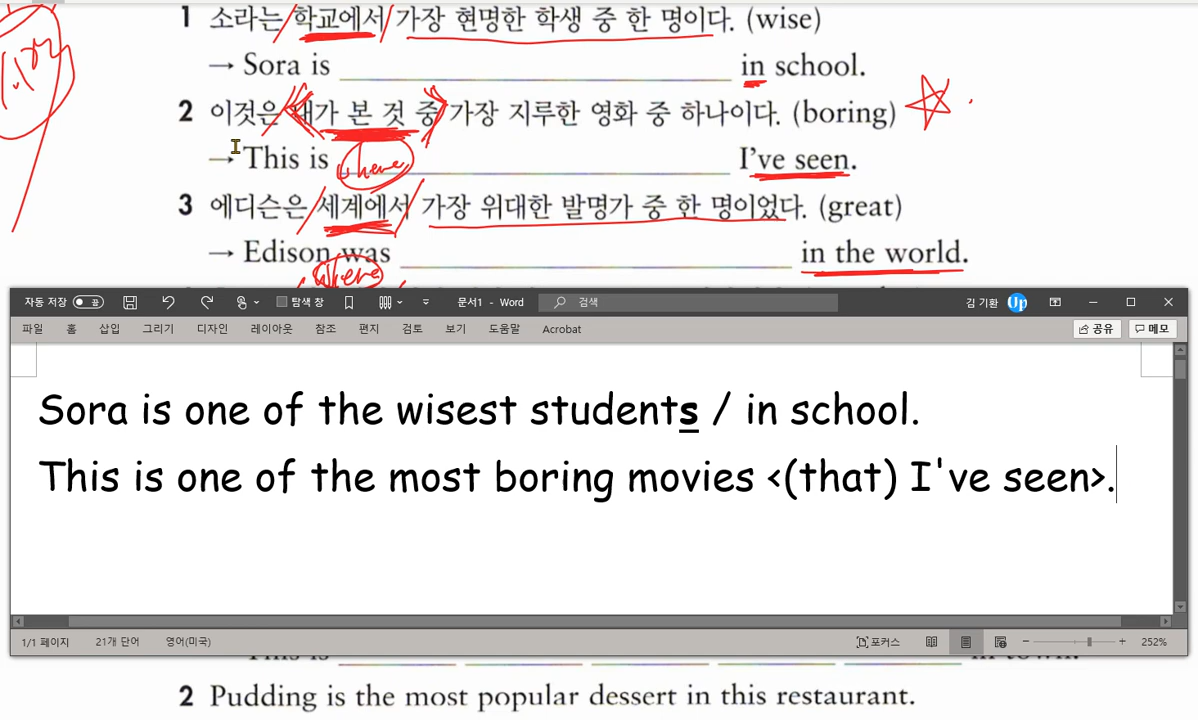 1 소라는/학교에서/가장 현명한 학생 중 한 명이다. (wise)
→ Sora is in school.
2 이것은 내가 본 것 중 가장 지루한 영화 중 하나이다. (boring)
→ This is where I've seen.
3 에디슨은/세계에서/가장 위대한 발명가 중 한 명이었다. (great)
→ Edison was in the world.
where
자동 저장 끔 탐색 창 문서1 - Word 검색 김 기환 Up
파일 홈 삽입 그리기 디자인 레이아웃 참조 편지 검토 보기 도움말 Acrobat 공유 메모
Sora is one of the wisest students / in school.
This is one of the most boring movies <(that) I've seen>.
1/1 페이지 21개 단어 영어(미국) 포커스 252%
This is in town.
2 Pudding is the most popular dessert in this restaurant.